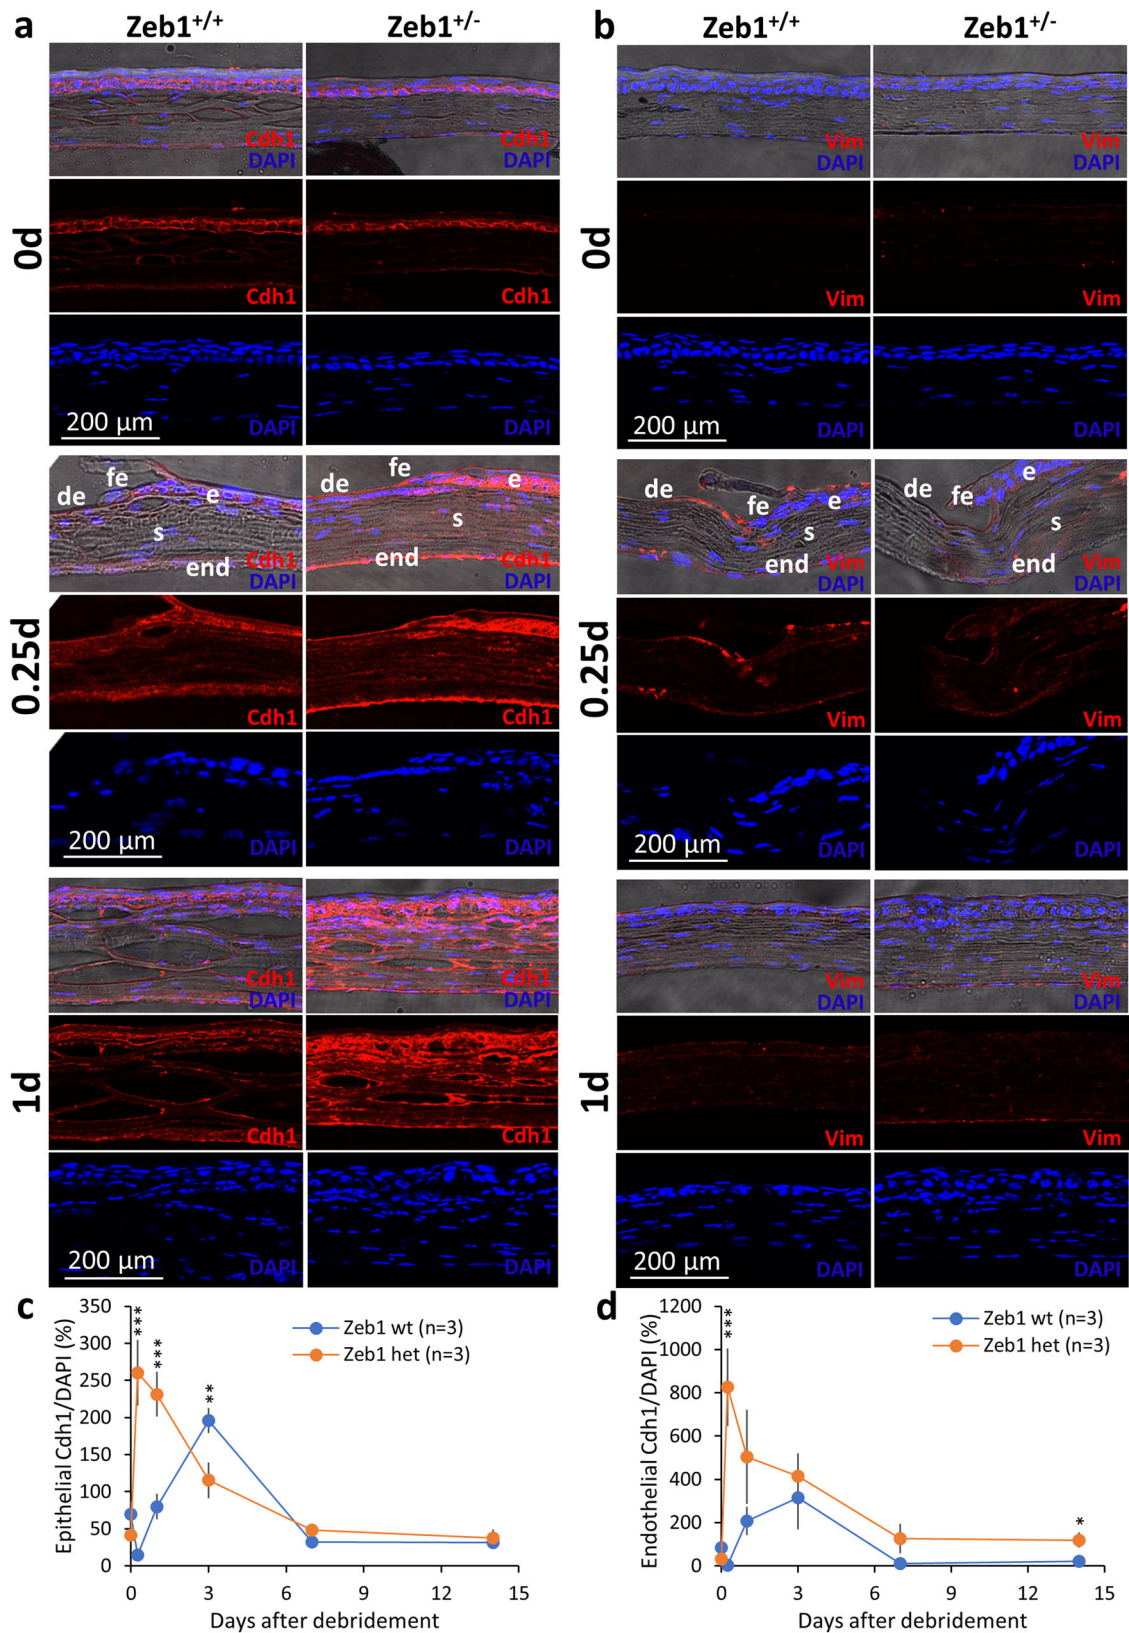 a
Zeb1+/+
Zeb1+/-
b
Zeb1+/+
Zeb1+/-
0d
Cdh1
DAPI
Cdh1
DAPI
Cdh1
Cdh1
200 µm
DAPI
DAPI
0d
Vim
DAPI
Vim
DAPI
Vim
Vim
200 µm
DAPI
DAPI
0.25d
de
fe
e
s
end
Cdh1
DAPI
de
fe
e
s
end
Cdh1
DAPI
Cdh1
Cdh1
200 µm
DAPI
DAPI
0.25d
de
fe
e
s
end
Vim
DAPI
de
fe
e
s
end
Vim
DAPI
Vim
Vim
200 µm
DAPI
DAPI
1d
Cdh1
DAPI
Cdh1
DAPI
Cdh1
Cdh1
200 µm
DAPI
DAPI
1d
Vim
DAPI
Vim
DAPI
Vim
Vim
200 µm
DAPI
DAPI
c
Epithelial Cdh1/DAPI (%)
350
300
250
200
150
100
50
0
***
***
**
Zeb1 wt (n=3)
Zeb1 het (n=3)
0
3
6
9
12
15
Days after debridement
d
Endothelial Cdh1/DAPI (%)
1200
1000
800
600
400
200
0
***
*
Zeb1 wt (n=3)
Zeb1 het (n=3)
0
3
6
9
12
15
Days after debridement